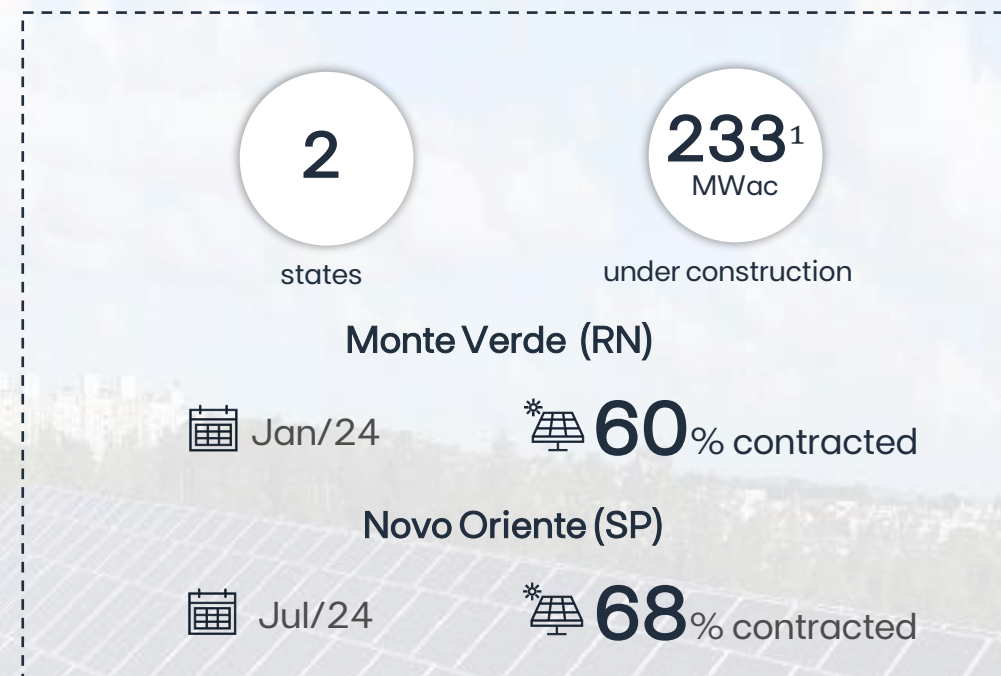 2
states
233¹
MWac
under construction
Monte Verde (RN)
Jan/24
60% contracted
Novo Oriente (SP)
Jul/24
68% contracted